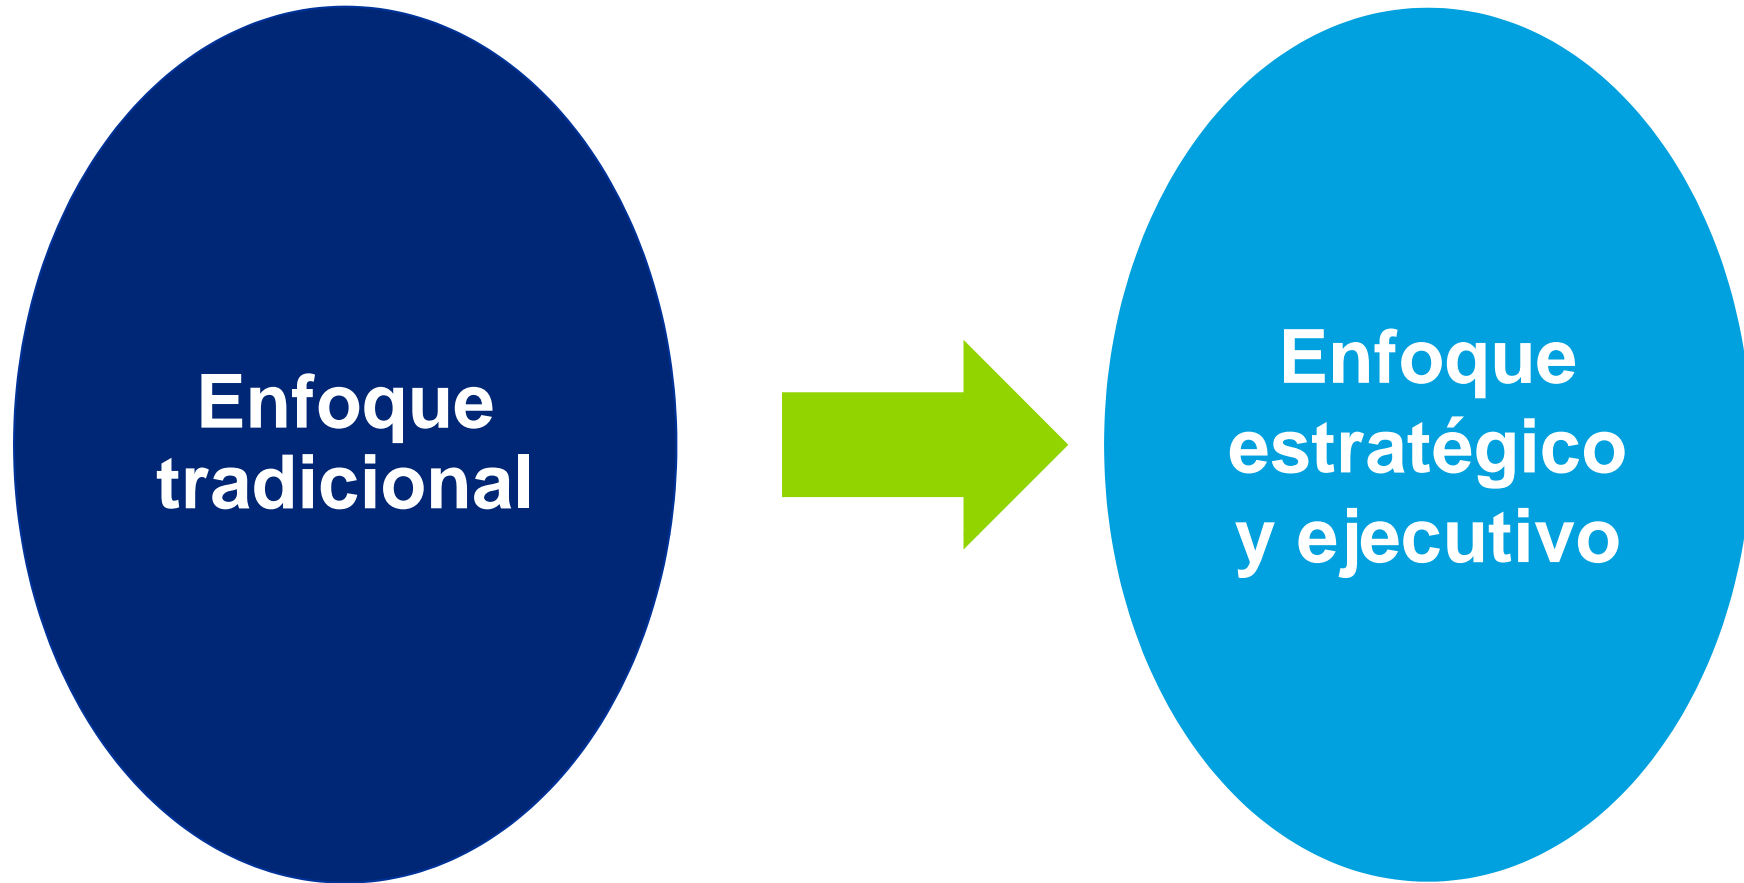 Enfoque
tradicional
Enfoque
estratégico
y ejecutivo